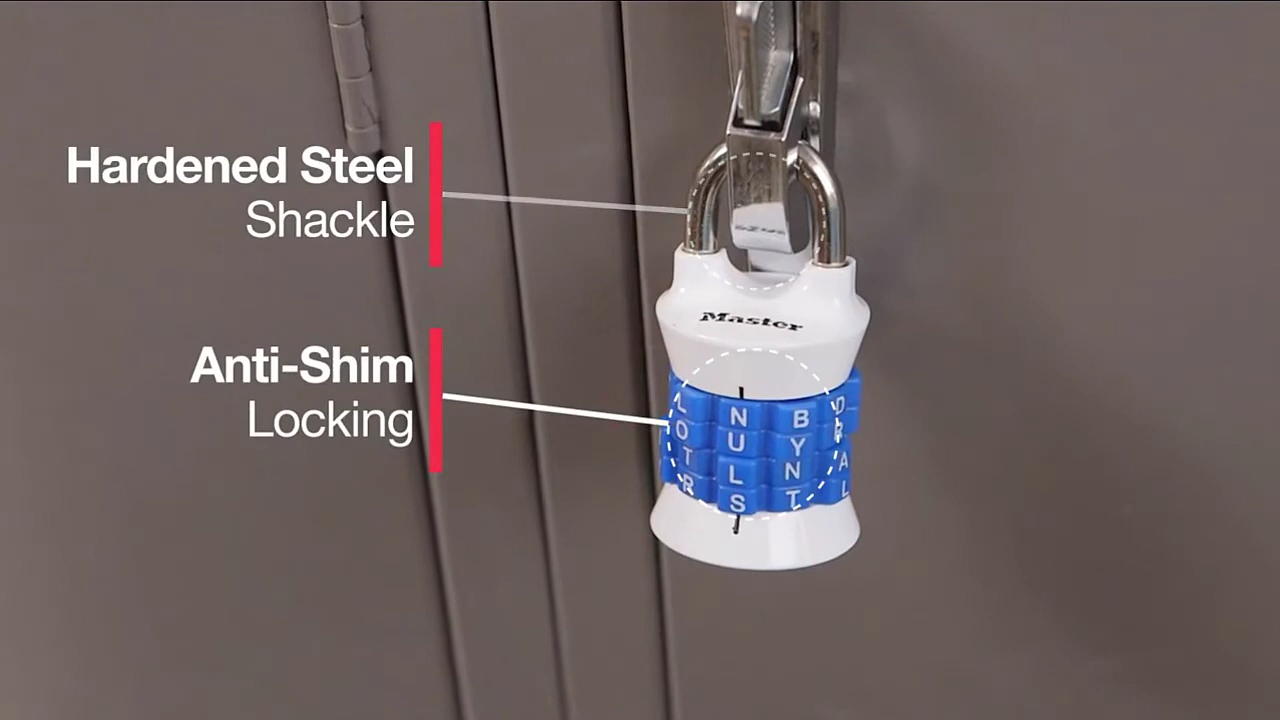 Hardened Steel
Shackle
Anti-Shim
Locking
Master
L N B D
O U Y R
T L N A
R S T L